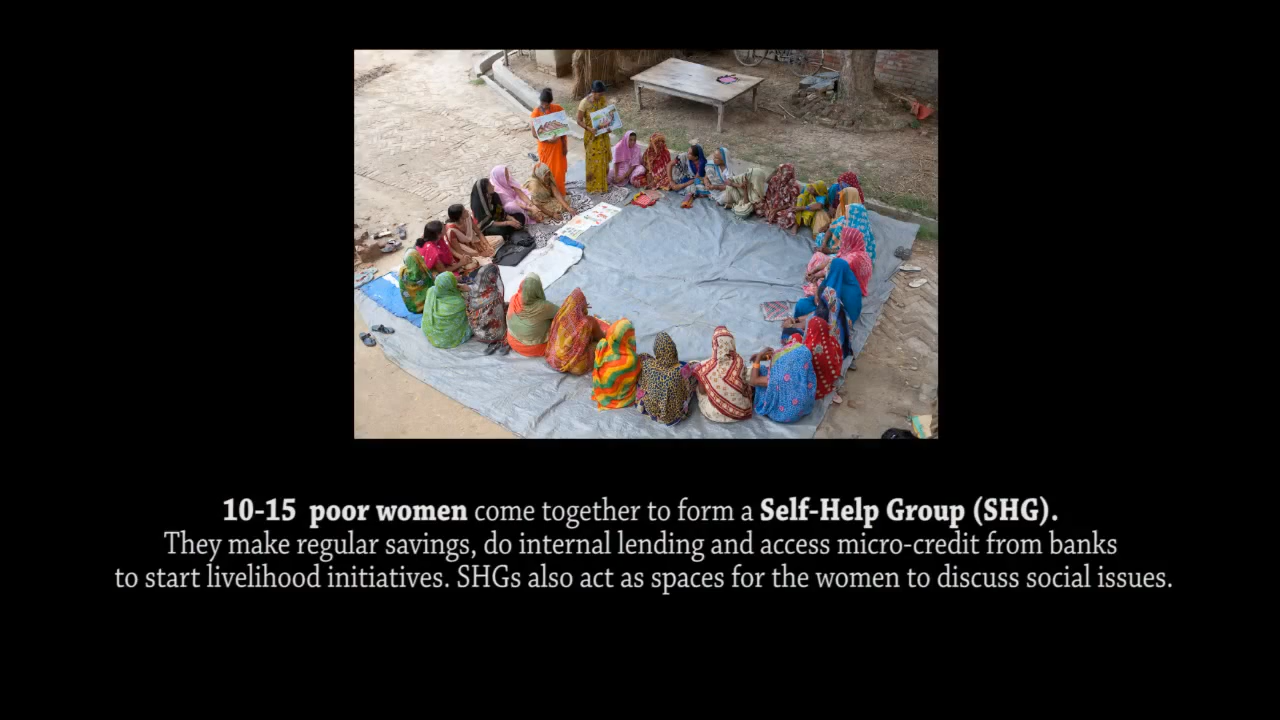 10-15  poor women come together to form a Self-Help Group (SHG).
They make regular savings, do internal lending and access micro-credit from banks
to start livelihood initiatives. SHGs also act as spaces for the women to discuss social issues.